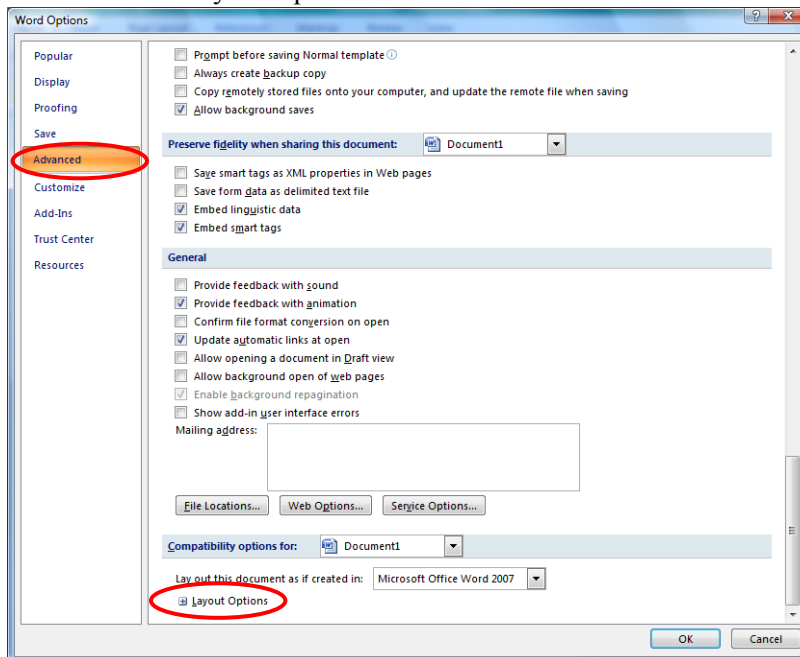 Word Options
Popular
Display
Proofing
Save
Advanced
Customize
Add-Ins
Trust Center
Resources
Prompt before saving Normal template
Always create backup copy
Copy remotely stored files onto your computer, and update the remote file when saving
Allow background saves
Preserve fidelity when sharing this document: Document1
Save smart tags as XML properties in Web pages
Save form data as delimited text file
Embed linguistic data
Embed smart tags
General
Provide feedback with sound
Provide feedback with animation
Confirm file format conversion on open
Update automatic links at open
Allow opening a document in Draft view
Allow background open of web pages
Enable background repagination
Show add-in user interface errors
Mailing address:
File Locations... Web Options... Service Options...
Compatibility options for: Document1
Lay out this document as if created in: Microsoft Office Word 2007
Layout Options
OK Cancel